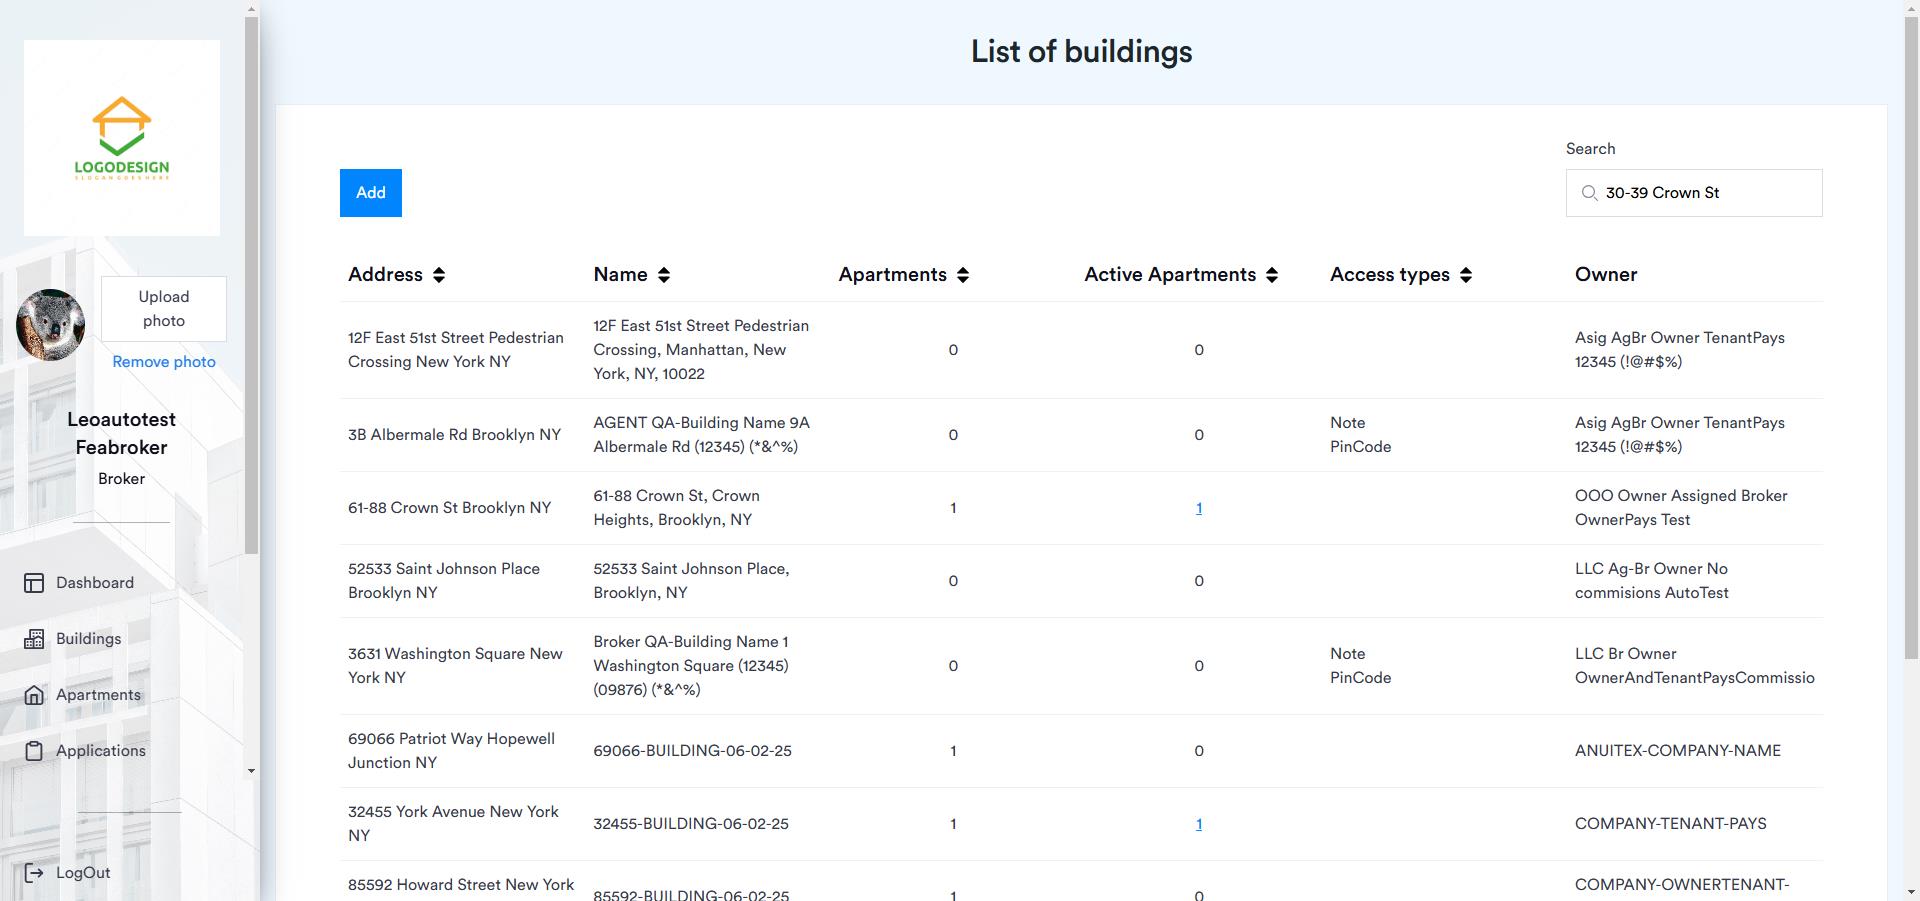 LOGODESIGN
SLOGANGOESHERE
Upload
photo
Remove photo
Leoautotest
Feabroker
Broker
Dashboard
Buildings
Apartments
Applications
LogOut
List of buildings
Search
Add
30-39 Crown St
Address Name Apartments Active Apartments Access types Owner
12F East 51st Street Pedestrian
Crossing New York NY
12F East 51st Street Pedestrian
Crossing, Manhattan, New
York, NY, 10022
0
0
Asig AgBr Owner TenantPays
12345 (!@#$%)
3B Albermale Rd Brooklyn NY
AGENT QA-Building Name 9A
Albermale Rd (12345) (*&^%)
0
0
Note
PinCode
Asig AgBr Owner TenantPays
12345 (!@#$%)
61-88 Crown St Brooklyn NY
61-88 Crown St, Crown
Heights, Brooklyn, NY
1
1
OOO Owner Assigned Broker
OwnerPays Test
52533 Saint Johnson Place
Brooklyn NY
52533 Saint Johnson Place,
Brooklyn, NY
0
0
LLC Ag-Br Owner No
commisions AutoTest
3631 Washington Square New
York NY
Broker QA-Building Name 1
Washington Square (12345)
(09876) (*&^%)
0
0
Note
PinCode
LLC Br Owner
OwnerAndTenantPaysCommissio
69066 Patriot Way Hopewell
Junction NY
69066-BUILDING-06-02-25
1
0
ANUITEX-COMPANY-NAME
32455 York Avenue New York
NY
32455-BUILDING-06-02-25
1
1
COMPANY-TENANT-PAYS
85592 Howard Street New York
85592-BUILDING-06-02-25
1
0
COMPANY-OWNERTENANT-